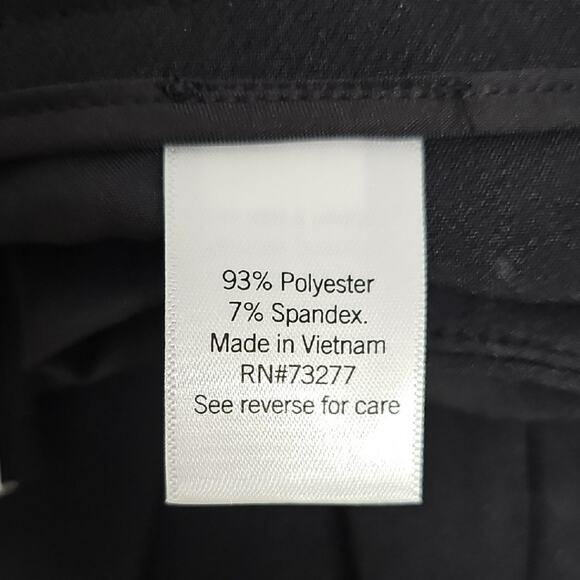 93% Polyester
7% Spandex.
Made in Vietnam
RN#73277
See reverse for care